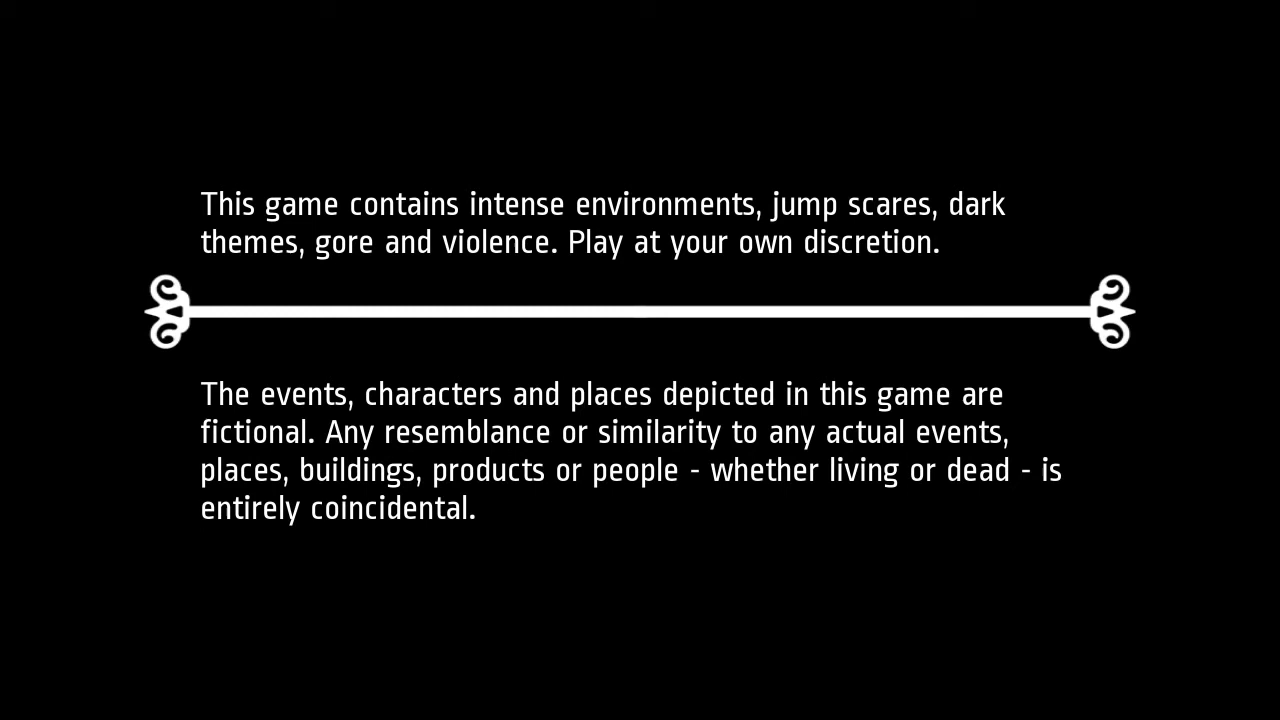 This game contains intense environments, jump scares, dark
themes, gore and violence. Play at your own discretion.
The events, characters and places depicted in this game are
fictional. Any resemblance or similarity to any actual events,
places, buildings, products or people - whether living or dead - is
entirely coincidental.